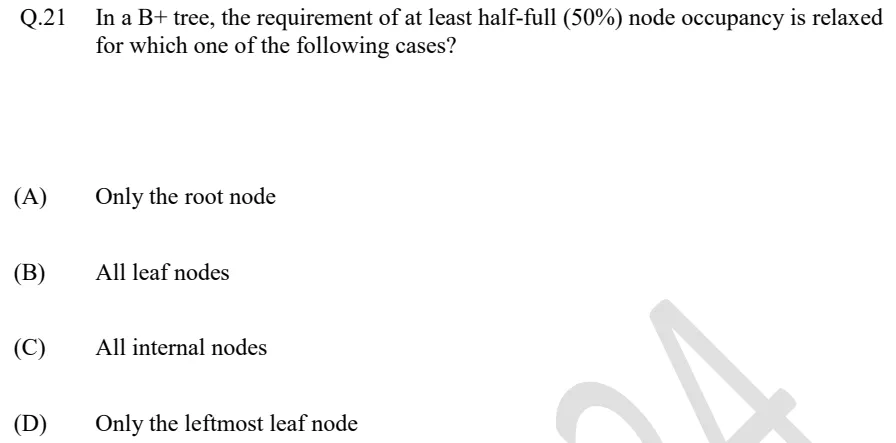 Q.21 In a B+ tree, the requirement of at least half-full (50%) node occupancy is relaxed
for which one of the following cases?
(A) Only the root node
(B) All leaf nodes
(C) All internal nodes
(D) Only the leftmost leaf node